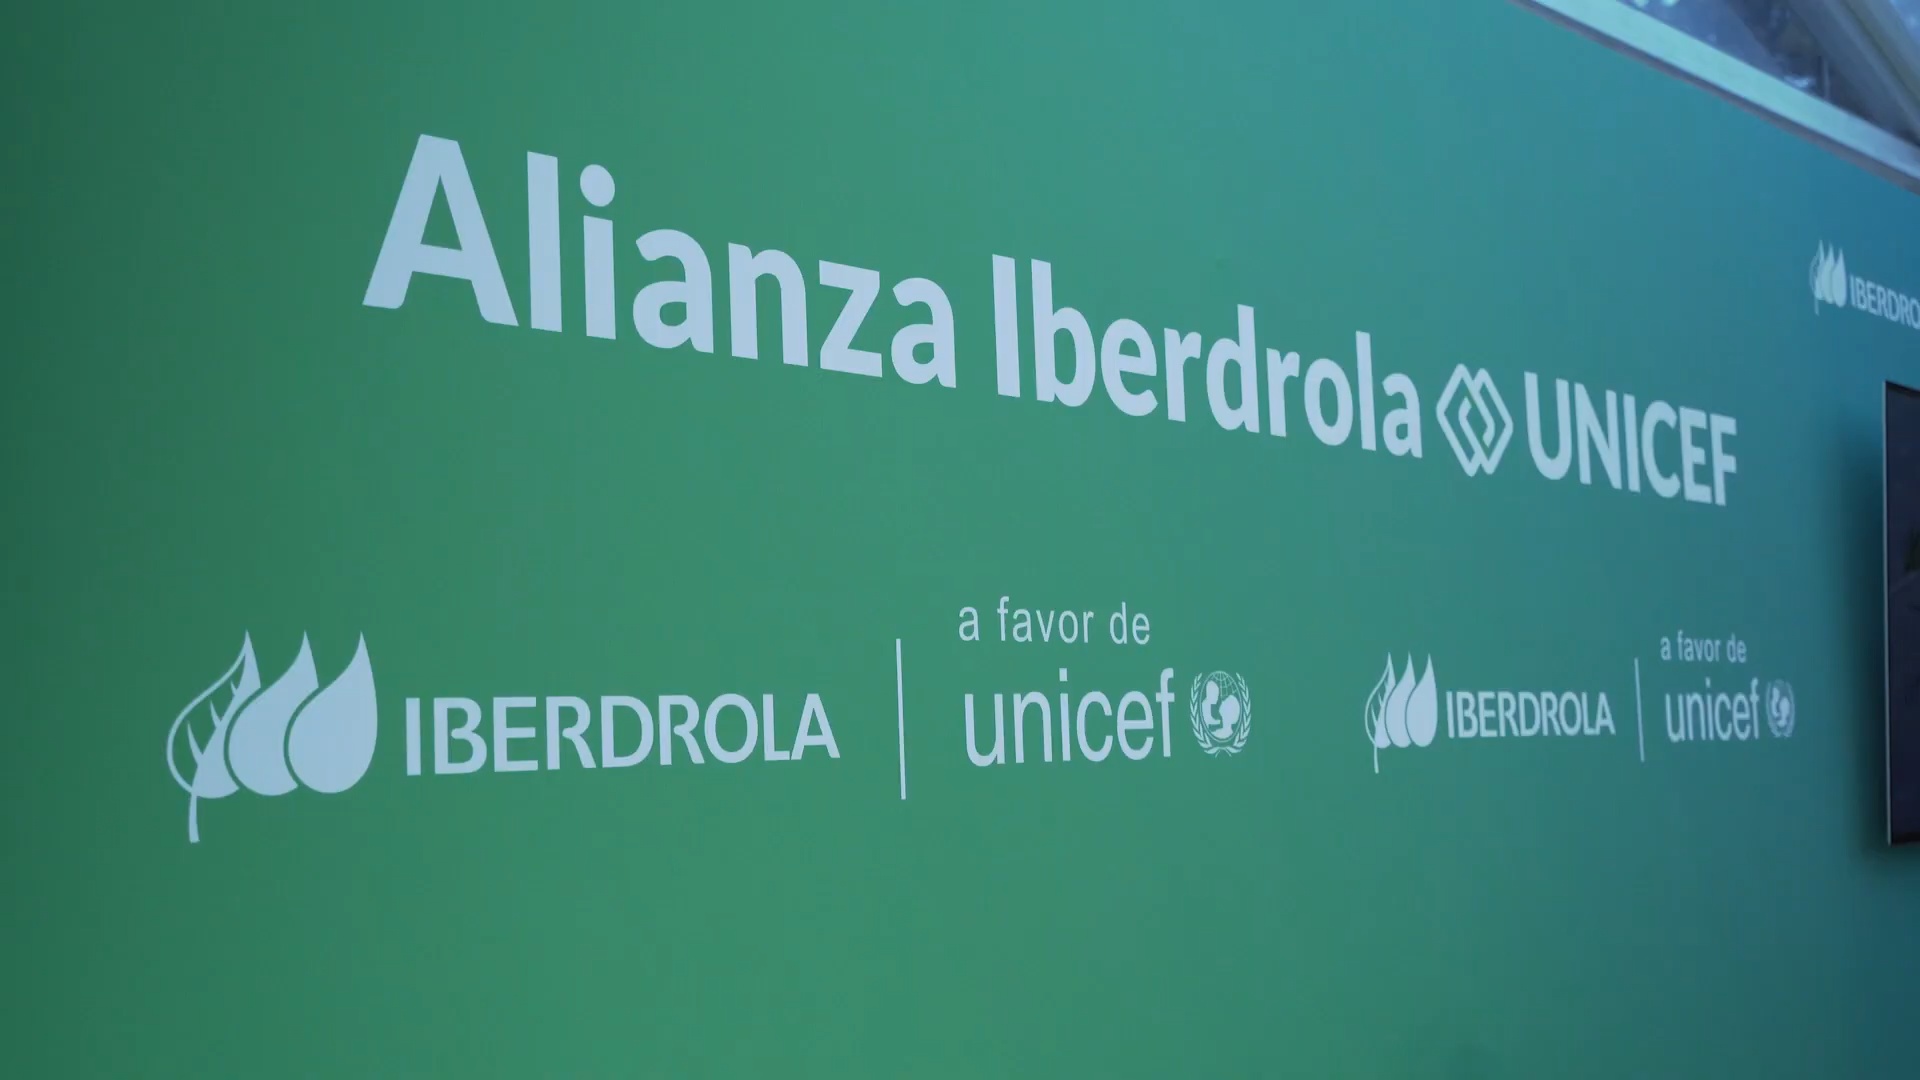 Alianza Iberdrola UNICEF
IBERDROLA
a favor de
unicef
IBERDROLA
a favor de
unicef
IBERDRO